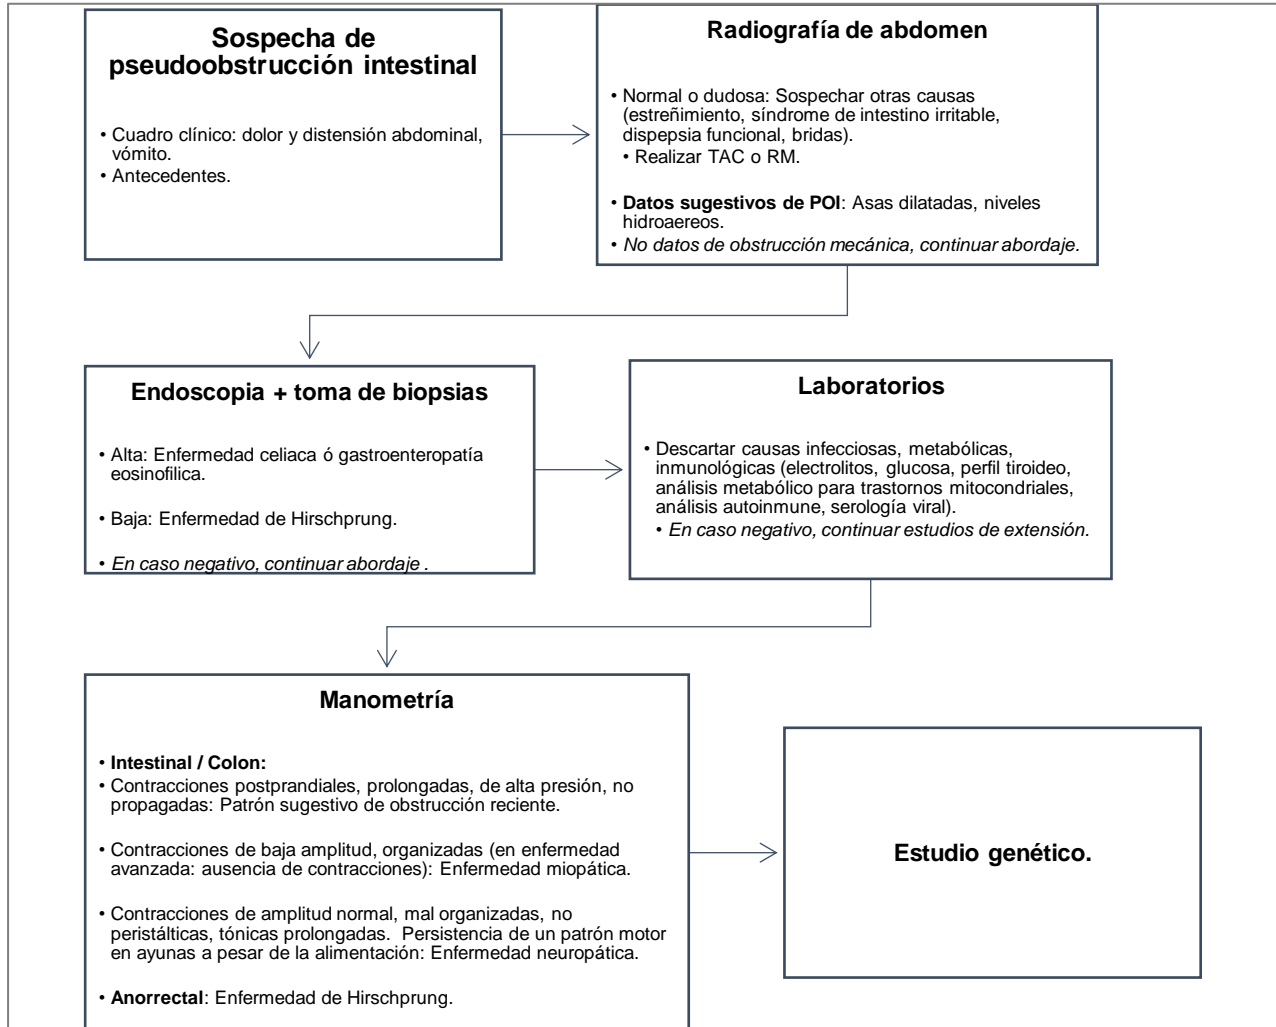 Sospecha de
pseudoobstrucción intestinal
• Cuadro clínico: dolor y distensión abdominal,
vómito.
• Antecedentes.
Radiografía de abdomen
• Normal o dudosa: Sospechar otras causas
(estreñimiento, síndrome de intestino irritable,
dispepsia funcional, bridas).
• Realizar TAC o RM.
• Datos sugestivos de POI: Asas dilatadas, niveles
hidroaereos.
• No datos de obstrucción mecánica, continuar abordaje.
Endoscopia + toma de biopsias
• Alta: Enfermedad celiaca ó gastroenteropatía
eosinofilica.
• Baja: Enfermedad de Hirschprung.
• En caso negativo, continuar abordaje .
Laboratorios
• Descartar causas infecciosas, metabólicas,
inmunológicas (electrolitos, glucosa, perfil tiroideo,
análisis metabólico para trastornos mitocondriales,
análisis autoinmune, serología viral).
• En caso negativo, continuar estudios de extensión.
Manometría
• Intestinal / Colon:
• Contracciones postprandiales, prolongadas, de alta presión, no
propagadas: Patrón sugestivo de obstrucción reciente.
• Contracciones de baja amplitud, organizadas (en enfermedad
avanzada: ausencia de contracciones): Enfermedad miopática.
• Contracciones de amplitud normal, mal organizadas, no
peristálticas, tónicas prolongadas. Persistencia de un patrón motor
en ayunas a pesar de la alimentación: Enfermedad neuropática.
• Anorrectal: Enfermedad de Hirschprung.
Estudio genético.